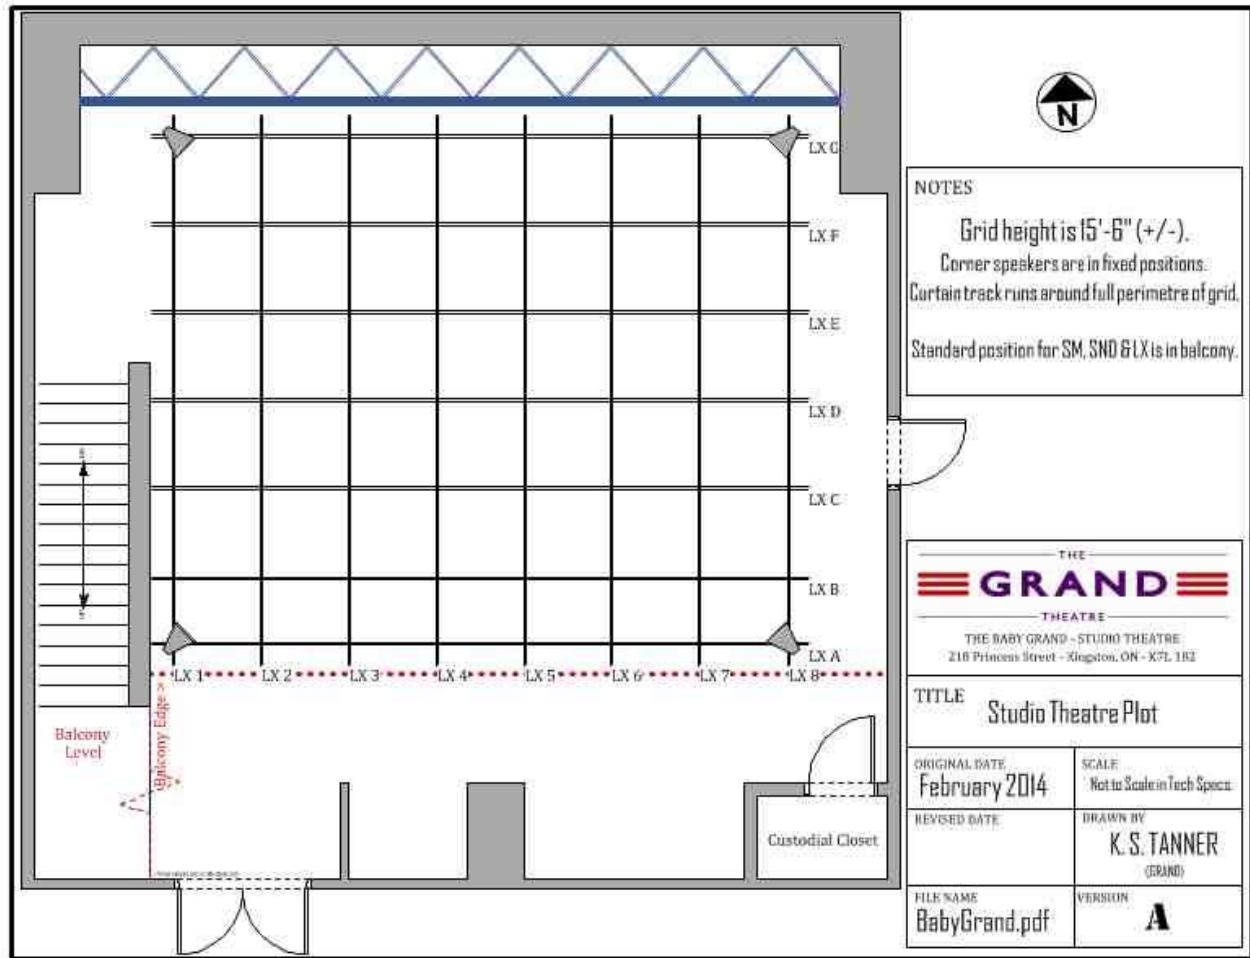 N
NOTES
Grid height is 15'-6" (+/-).
Corner speakers are in fixed positions.
Curtain track runs around full perimetre of grid.
Standard position for SM, SND & LX is in balcony.
LX G
LX F
LX E
LX D
LX C
LX B
LX A
LX 1
LX 2
LX 3
LX 4
LX 5
LX 6
LX 7
LX 8
Balcony
Level
Balcony Edge >
Custodial Closet
THE
GRAND
THEATRE
THE BABY GRAND - STUDIO THEATRE
218 Princess Street - Kingston, ON - K7L 1B2
TITLE
Studio Theatre Plot
ORIGINAL DATE
February 2014
SCALE
Not to Scale in Tech Specs.
REVISED DATE
DRAWN BY
K. S. TANNER
(GRAND)
FILE NAME
BabyGrand.pdf
VERSION
A